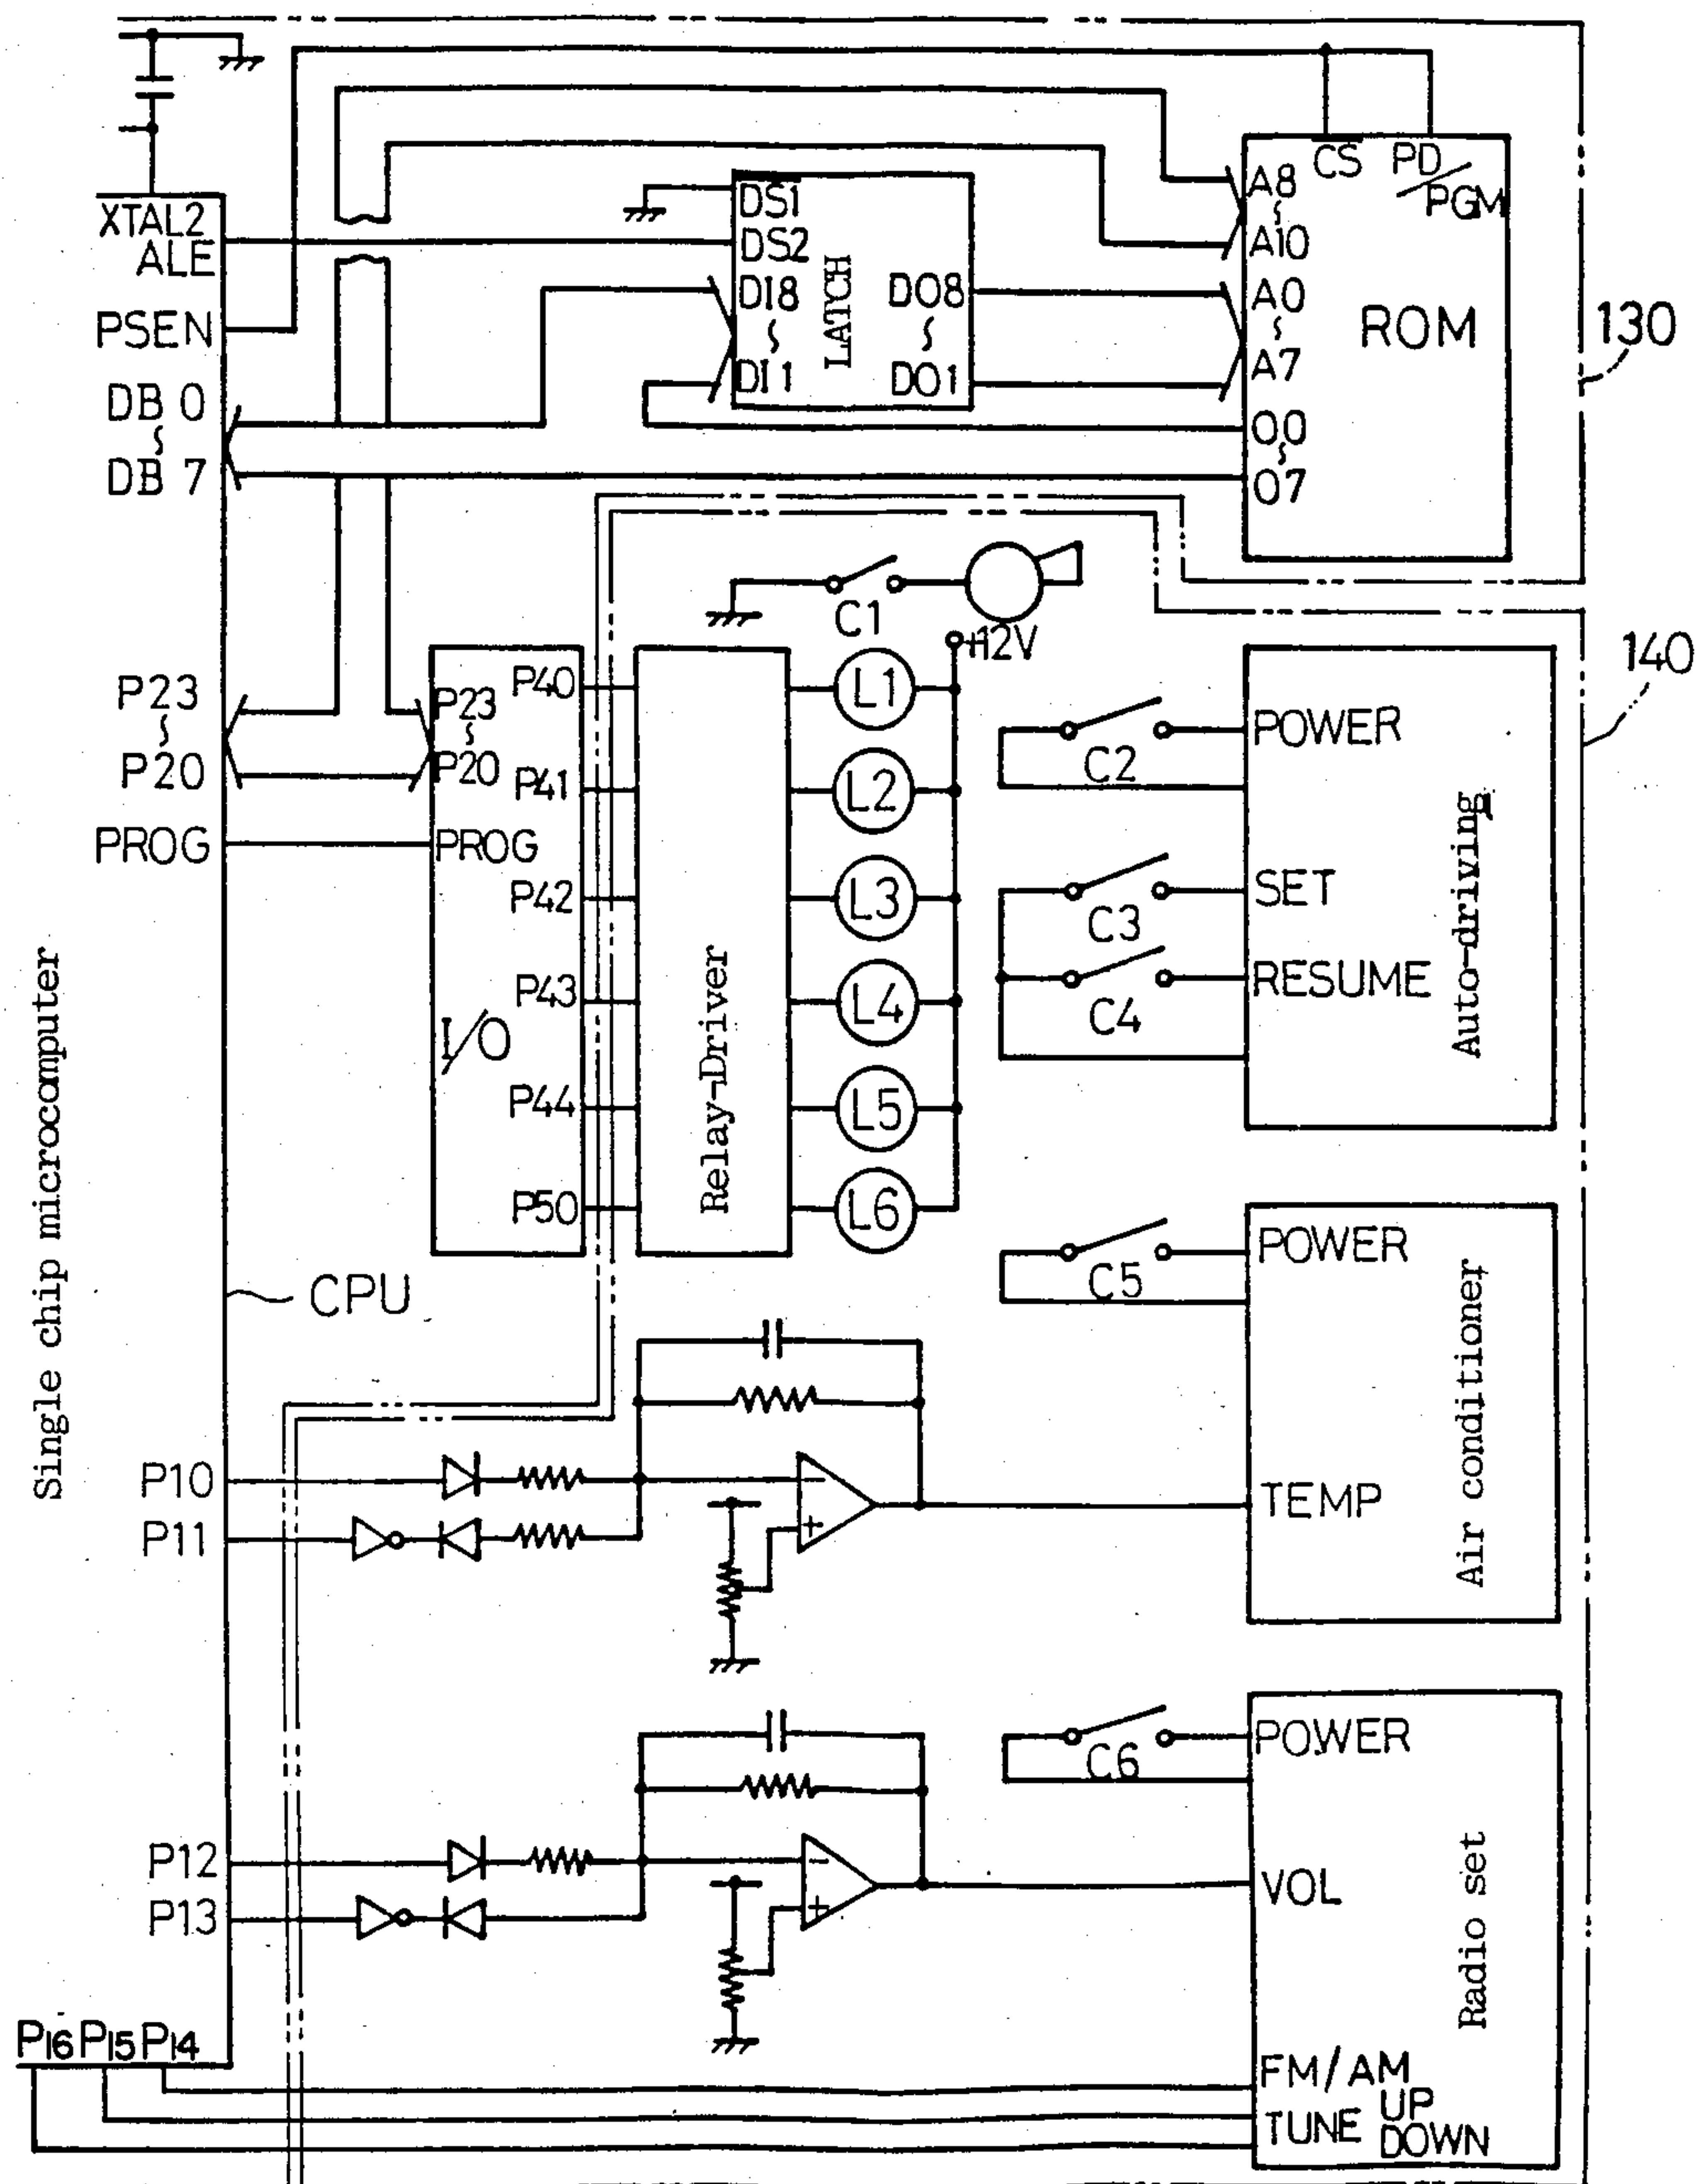 XTAL2
ALE
PSEN
DB 0
~
DB 7
P23
~
P20
PROG
Single chip microcomputer
CPU
P10
P11
P12
P13
P16 P15 P14
DS1
DS2
DI8
~
DI1
LATCH
DO8
~
DO1
CS
PD/PGM
A8
~
A10
A0
~
A7
O0
~
O7
ROM
130
C1
+12V
P23
~
P20
PROG
I/O
P40
P41
P42
P43
P44
P50
Relay-Driver
L1
L2
L3
L4
L5
L6
140
C2
C3
C4
POWER
SET
RESUME
Auto-driving
C5
POWER
TEMP
Air conditioner
-
+
C6
POWER
VOL
Radio set
-
+
FM/AM
TUNE UP
DOWN